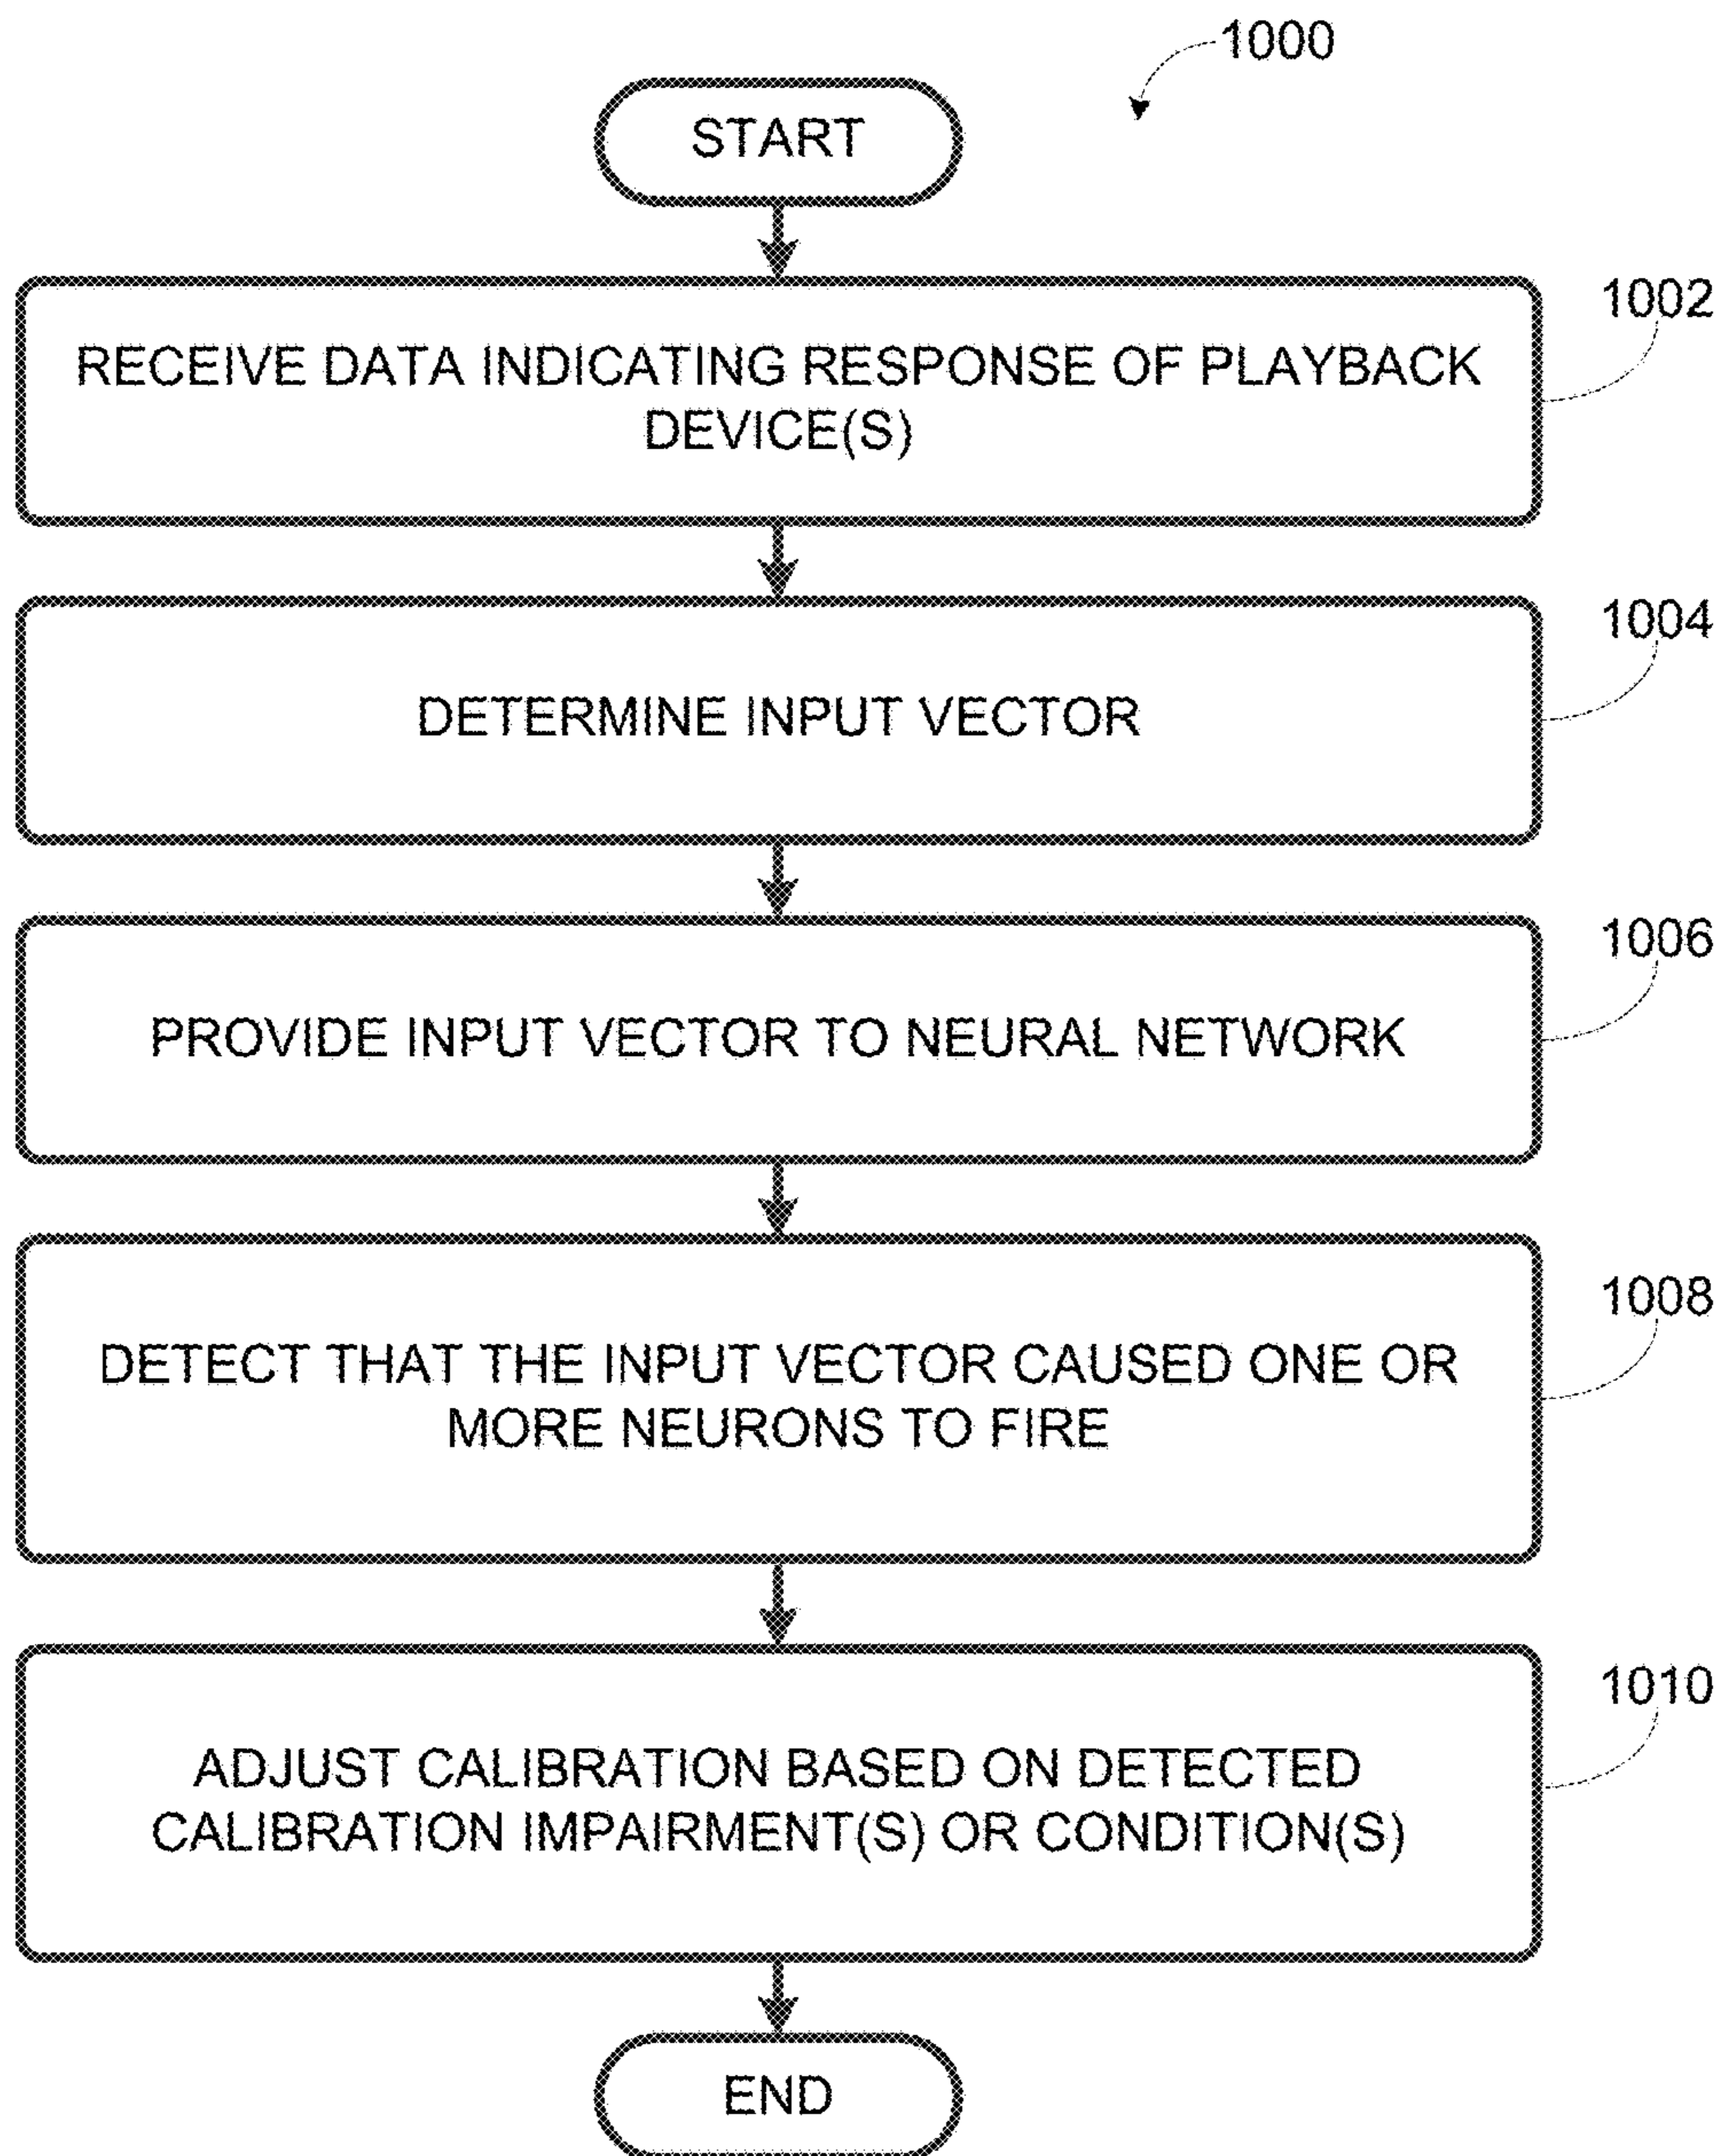 1000
START
1002
RECEIVE DATA INDICATING RESPONSE OF PLAYBACK
DEVICE(S)
1004
DETERMINE INPUT VECTOR
1006
PROVIDE INPUT VECTOR TO NEURAL NETWORK
1008
DETECT THAT THE INPUT VECTOR CAUSED ONE OR
MORE NEURONS TO FIRE
1010
ADJUST CALIBRATION BASED ON DETECTED
CALIBRATION IMPAIRMENT(S) OR CONDITION(S)
END